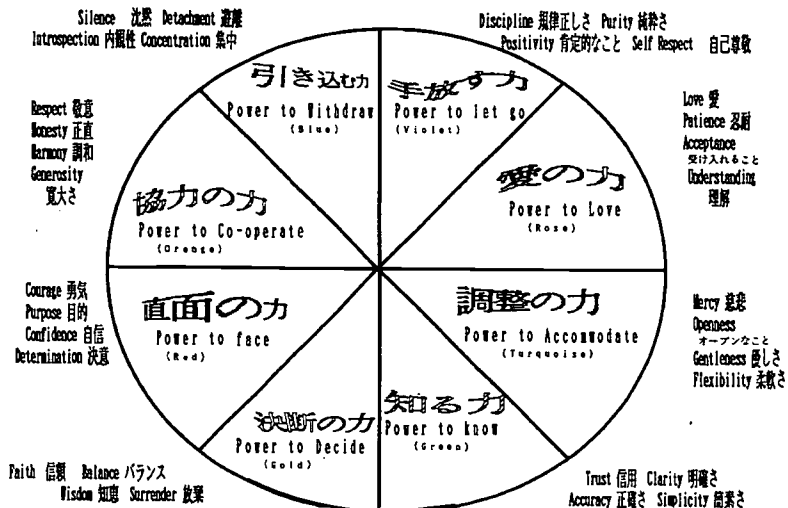 Silence 沈黙 Detachment 遊離
Introspection 内観性 Concentration 集中
Discipline 規律正しさ Purity 純粋さ
Positivity 肯定的なこと Self Respect 自己尊敬
引き込む力
Power to Withdraw
(Blue)
手放す力
Power to let go
(Violet)
Respect 敬意
Honesty 正直
Harmony 調和
Generosity
寛大さ
Love 愛
Patience 忍耐
Acceptance
受け入れること
Understanding
理解
協力の力
Power to Co-operate
(Orenge)
愛の力
Power to Love
(Rose)
Courage 勇気
Purpose 目的
Confidence 自信
Determination 決意
直面の力
Power to face
(Red)
調整の力
Power to Accomwodate
(Turquoise)
Mercy 慈悲
Openness
オープンなこと
Gentleness 優しさ
Flexibility 柔軟さ
決断の力
Power to Decide
(Gold)
知る力
Power to know
(Green)
Faith 信頼 Balance バランス
Wisdom 知恵 Surrender 放棄
Trust 信用 Clarity 明確さ
Accuracy 正確さ Simplicity 簡素さ